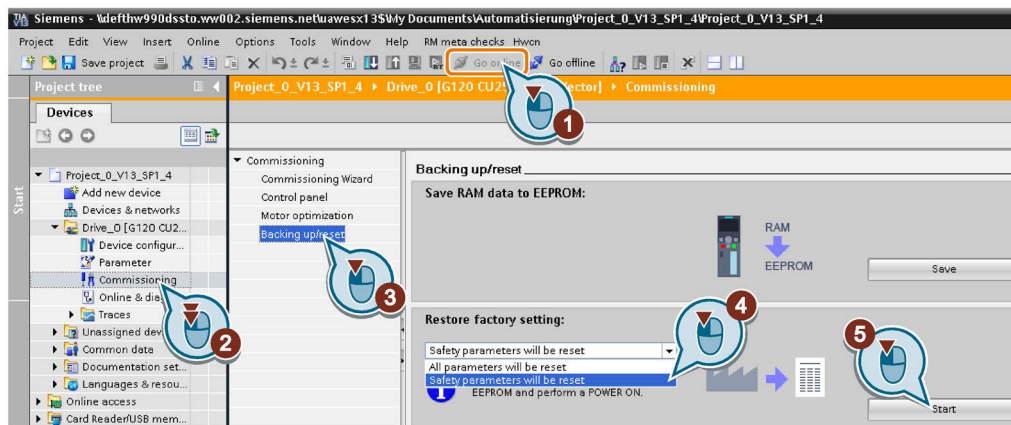 Siemens - \\defthw990dssto.ww002.siemens.net\uawesx13$\My Documents\Automatisierung\Project_0_V13_SP1_4\Project_0_V13_SP1_4
Project Edit View Insert Online Options Tools Window Help RM meta checks Hwcn
Save project Go online Go offline
Project tree
Project_0_V13_SP1_4 Drive_0 [G120 Commissioning
1
Devices
Start
Project_0_V13_SP1_4
Add new device
Devices & networks
Drive_0 [G120 CU2...
Device configur...
Parameter
Commissioning
Online &
Traces
Unassigned
Common data
Documentation set...
Languages & resou...
Online access
Card Reader/USB mem...
2
Commissioning
Commissioning Wizard
Control panel
Motor optimization
Backing up/reset
3
Backing up/reset
Save RAM data to EEPROM:
RAM
EEPROM
Save
Restore factory setting:
4
Safety parameters will be reset
All parameters will be reset
Safety parameters will be reset
EEPROM and perform a POWER ON.
5
Start